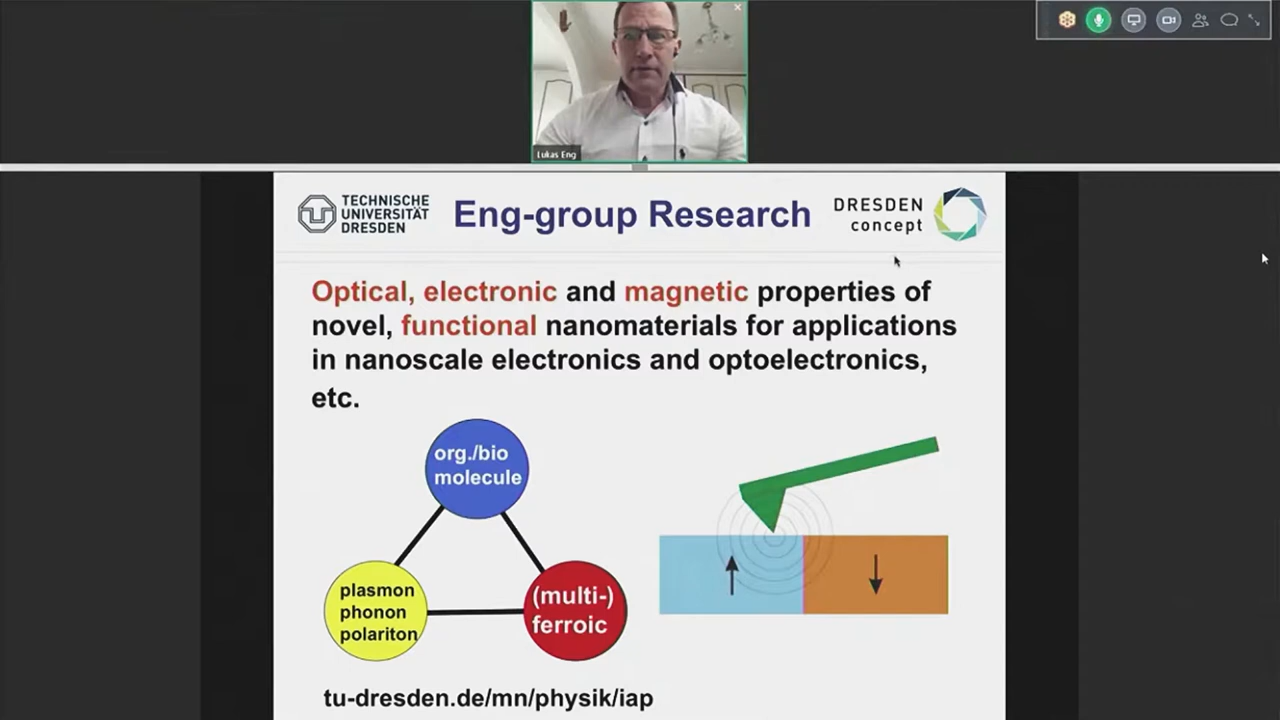 Lukas Eng
TECHNISCHE
UNIVERSITÄT
DRESDEN
Eng-group Research
DRESDEN
concept
Optical, electronic and magnetic properties of
novel, functional nanomaterials for applications
in nanoscale electronics and optoelectronics,
etc.
org./bio
molecule
plasmon
phonon
polariton
(multi-)
ferroic
tu-dresden.de/mn/physik/iap